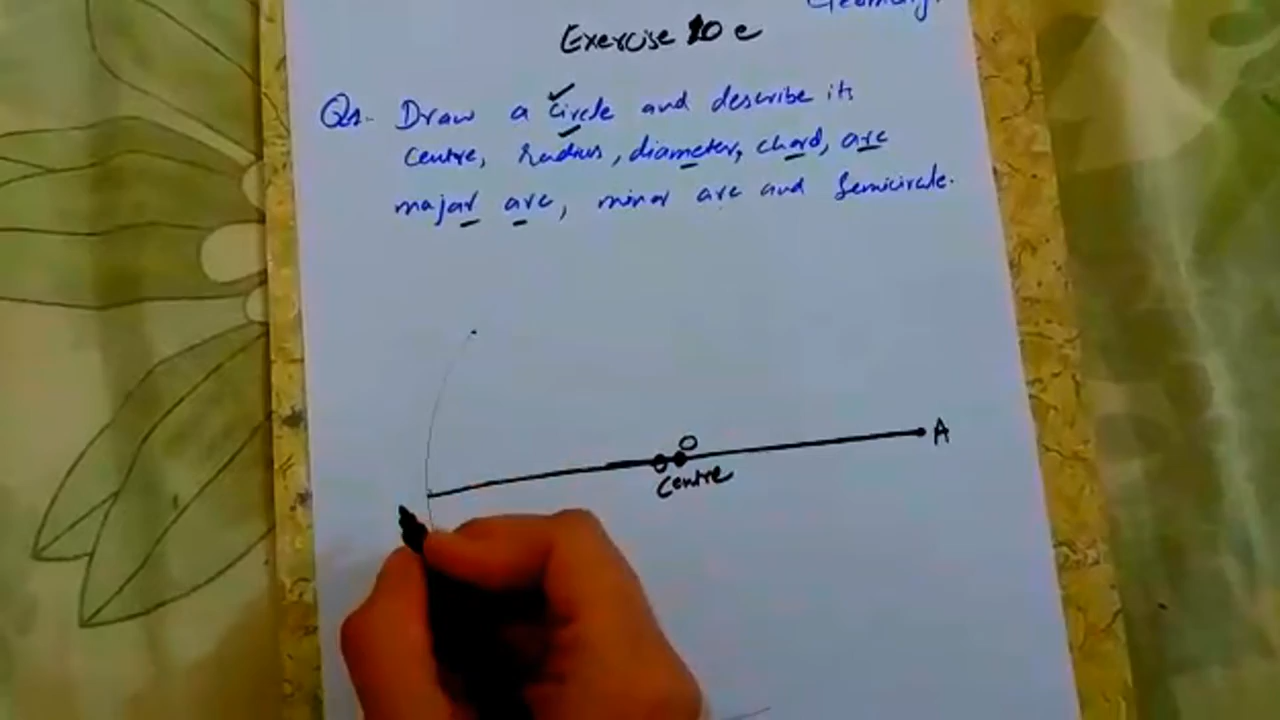 Geometry.
Exercise 10 e
Qs. Draw a circle and describe its
centre, radius, diameter, chord, arc
major arc, minor arc and semicircle.
O
A
Centre